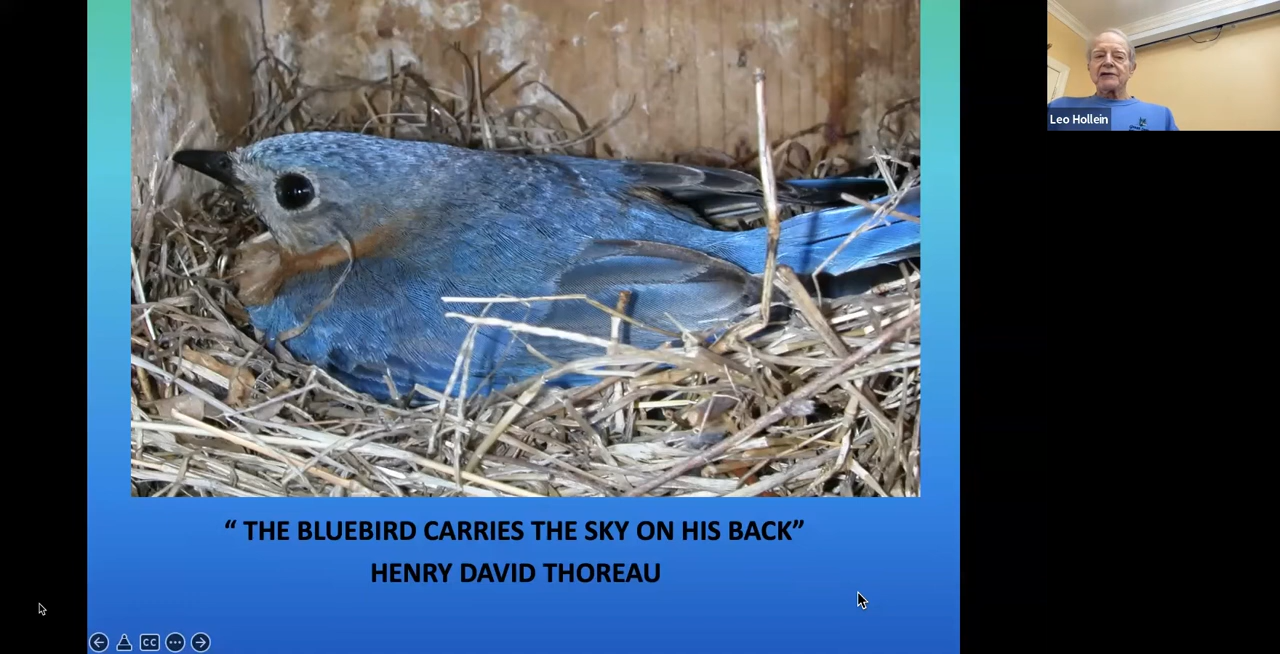 Leo Hollein
“ THE BLUEBIRD CARRIES THE SKY ON HIS BACK”
HENRY DAVID THOREAU
CC